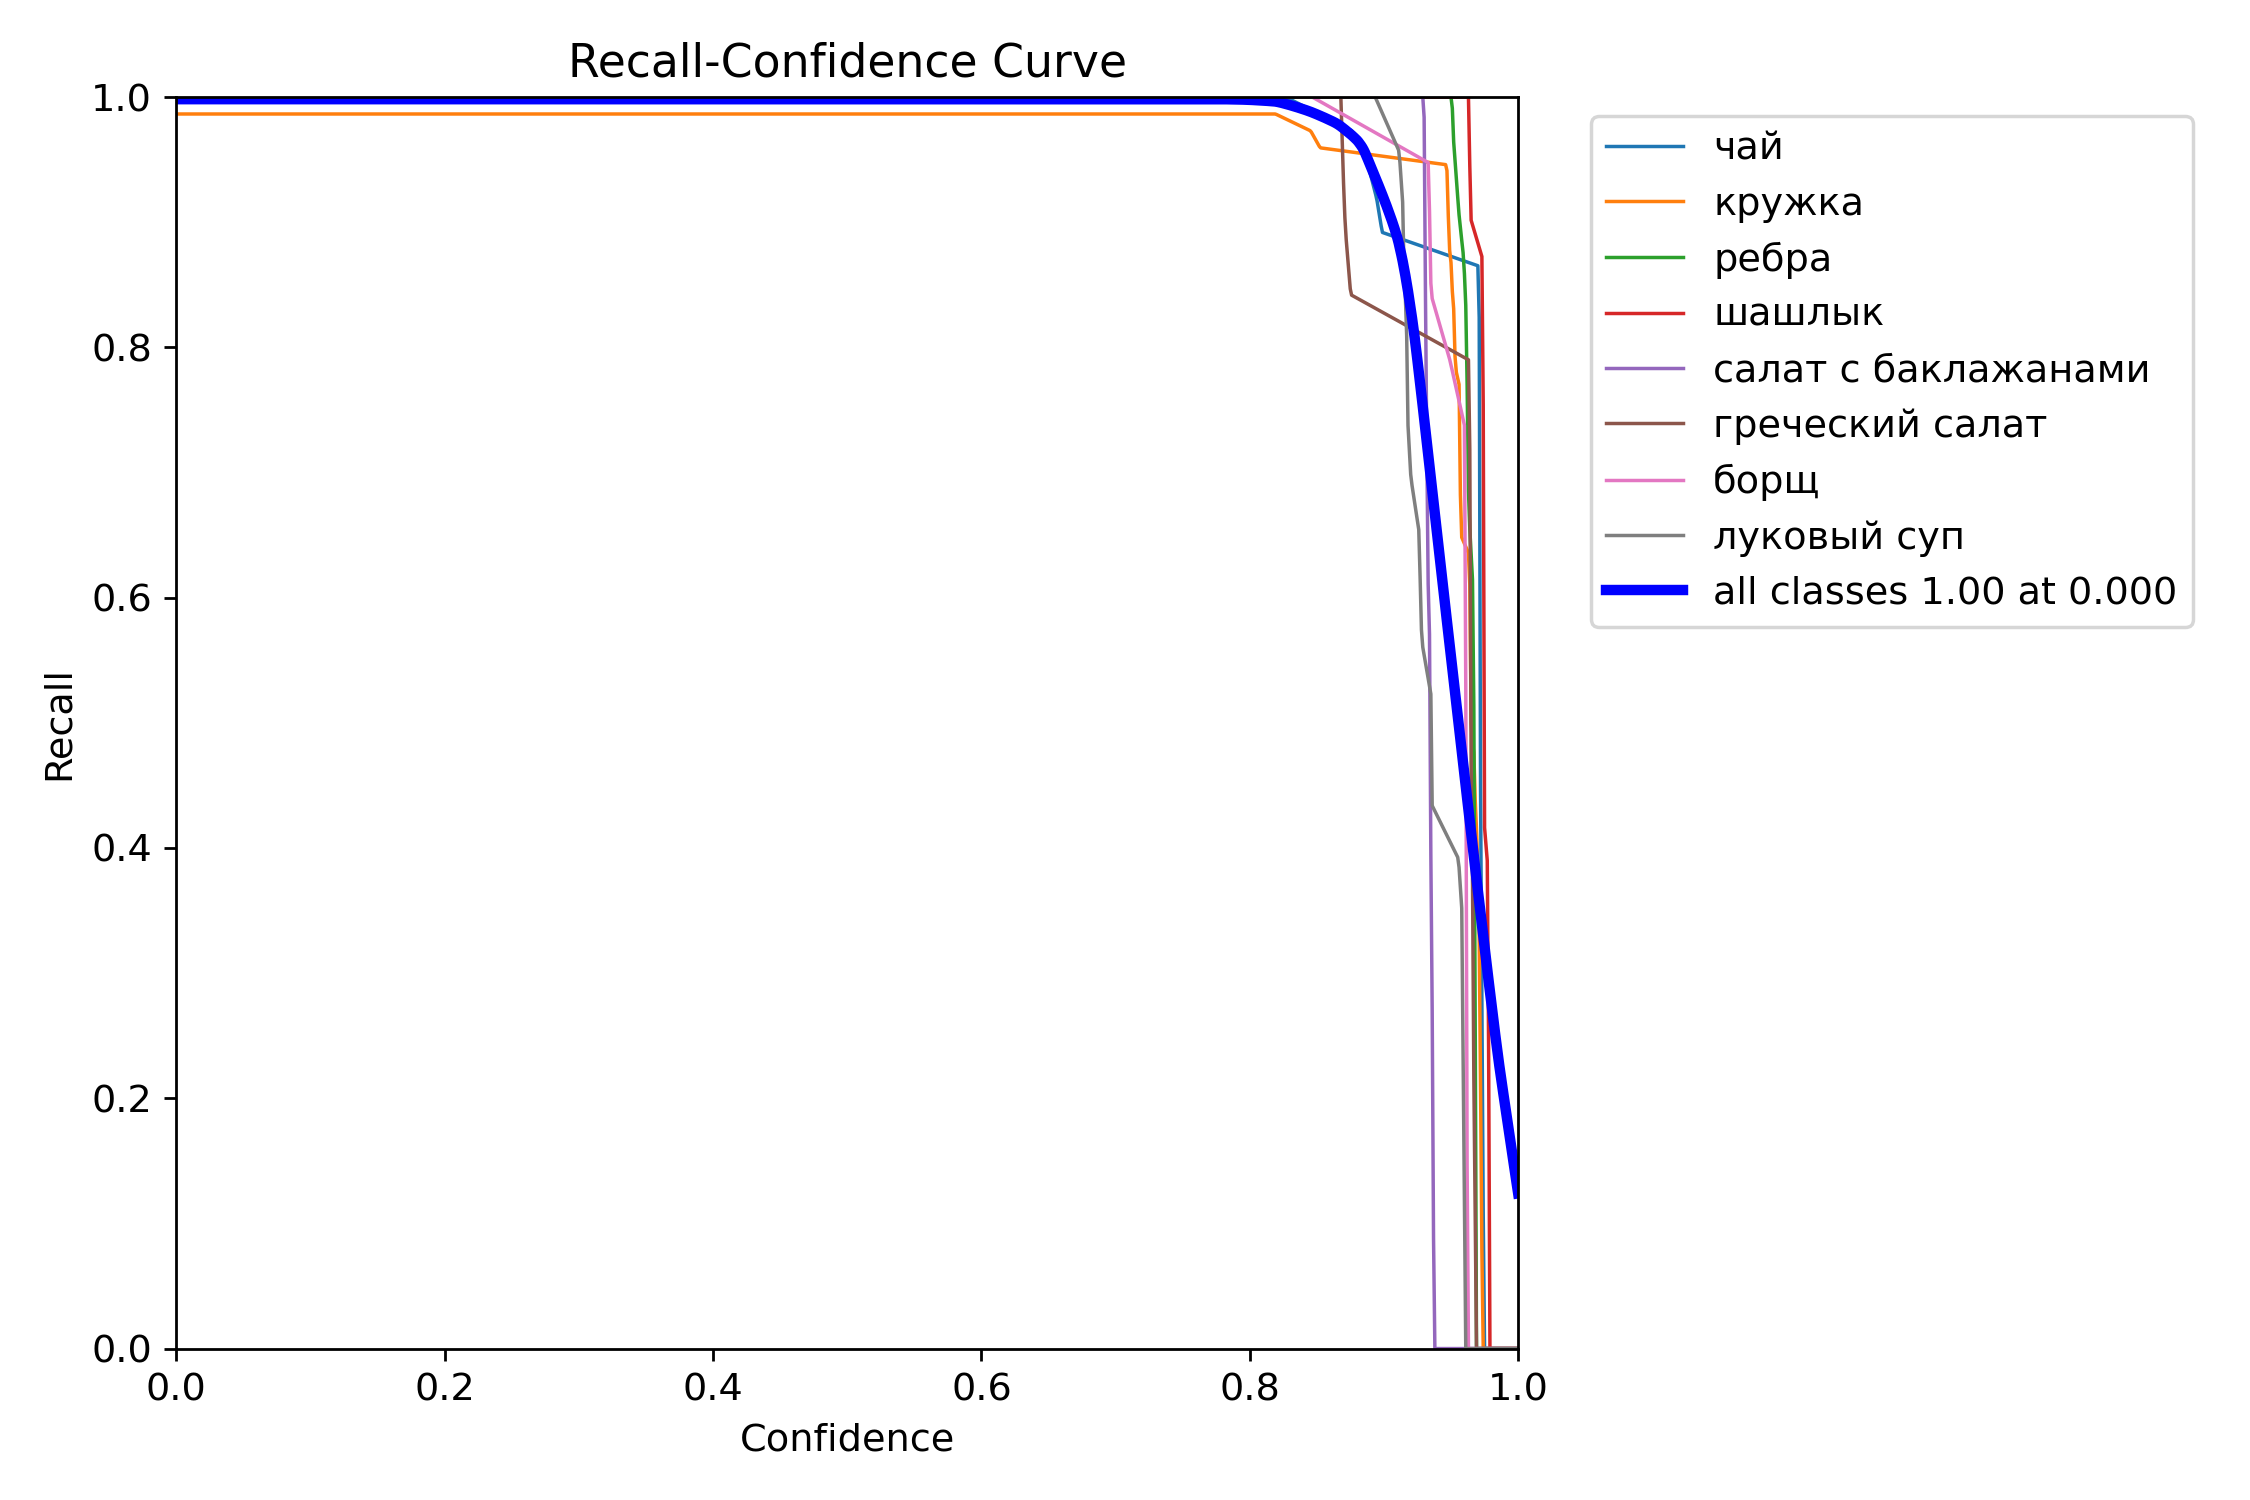 Recall-Confidence Curve
1.0
0.8
0.6
0.4
0.2
0.0
Recall
0.0 0.2 0.4 0.6 0.8 1.0
Confidence
чай
кружка
ребра
шашлык
салат с баклажанами
греческий салат
борщ
луковый суп
all classes 1.00 at 0.000